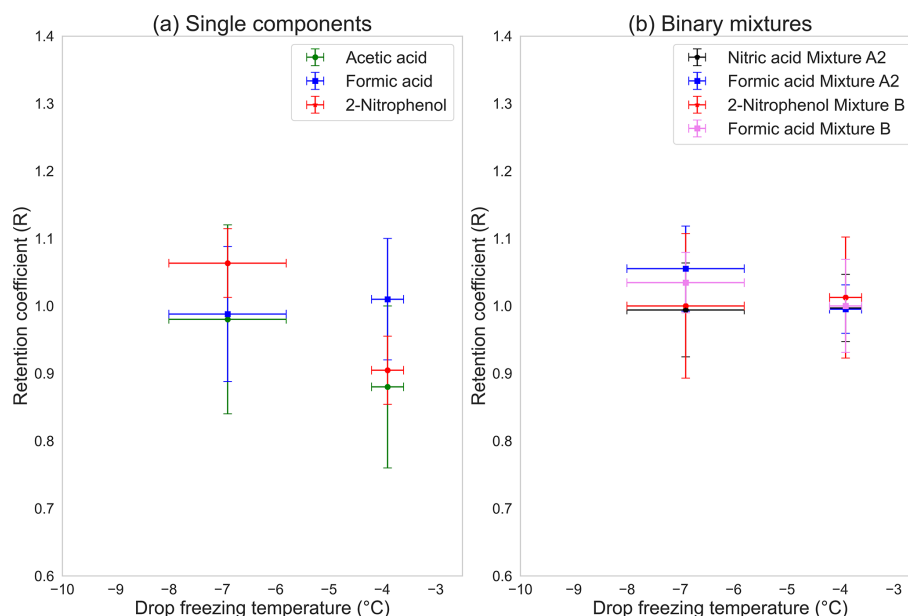 (a) Single components
1.4
1.3
1.2
1.1
1.0
0.9
0.8
0.7
0.6
Retention coefficient (R)
Acetic acid
Formic acid
2-Nitrophenol
−10 −9 −8 −7 −6 −5 −4 −3
Drop freezing temperature (°C)
(b) Binary mixtures
1.4
1.3
1.2
1.1
1.0
0.9
0.8
0.7
0.6
Retention coefficient (R)
Nitric acid Mixture A2
Formic acid Mixture A2
2-Nitrophenol Mixture B
Formic acid Mixture B
−10 −9 −8 −7 −6 −5 −4 −3
Drop freezing temperature (°C)